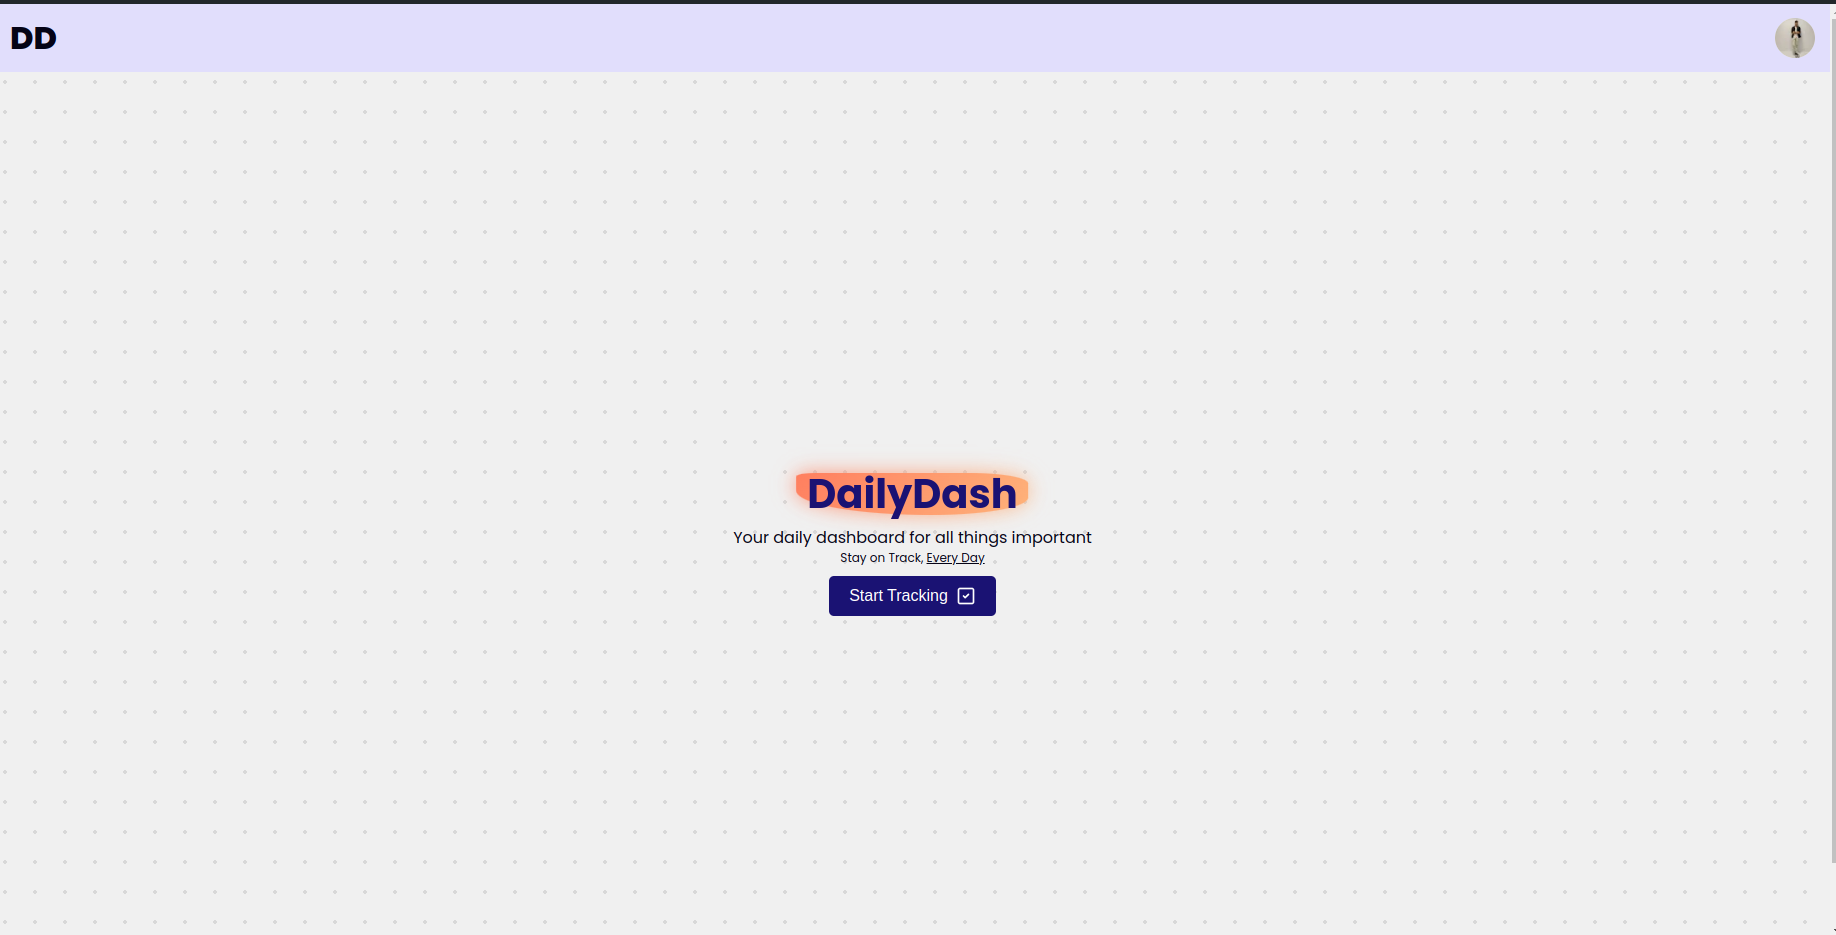 DD
DailyDash
Your daily dashboard for all things important
Stay on Track, Every Day
Start Tracking